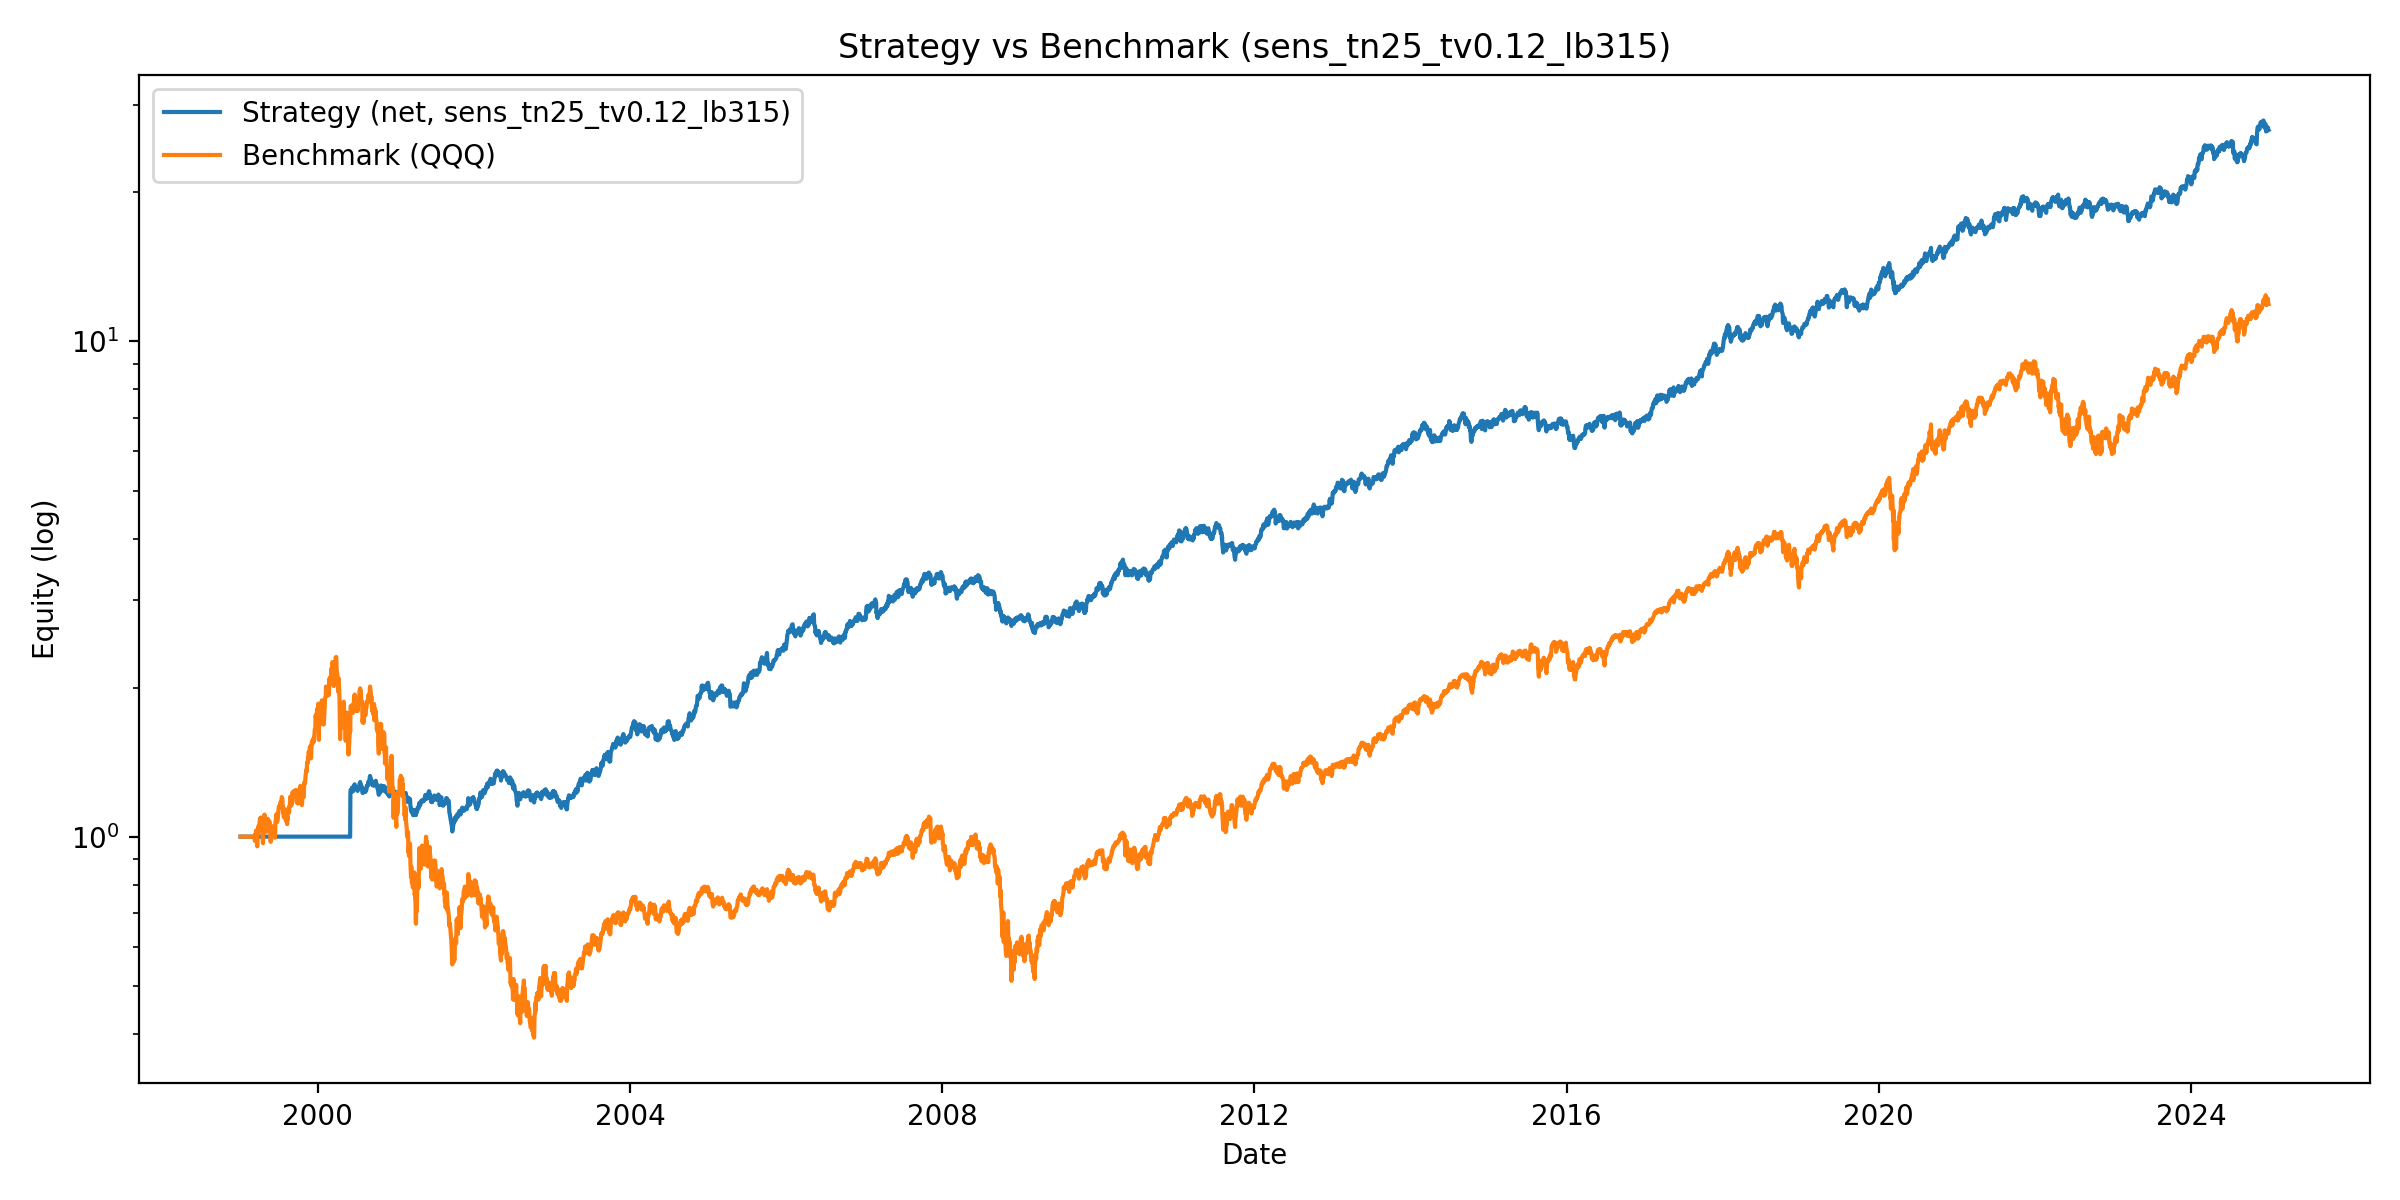 Strategy vs Benchmark (sens_tn25_tv0.12_lb315)
Strategy (net, sens_tn25_tv0.12_lb315)
Benchmark (QQQ)
Equity (log)
10¹
10⁰
2000 2004 2008 2012 2016 2020 2024
Date